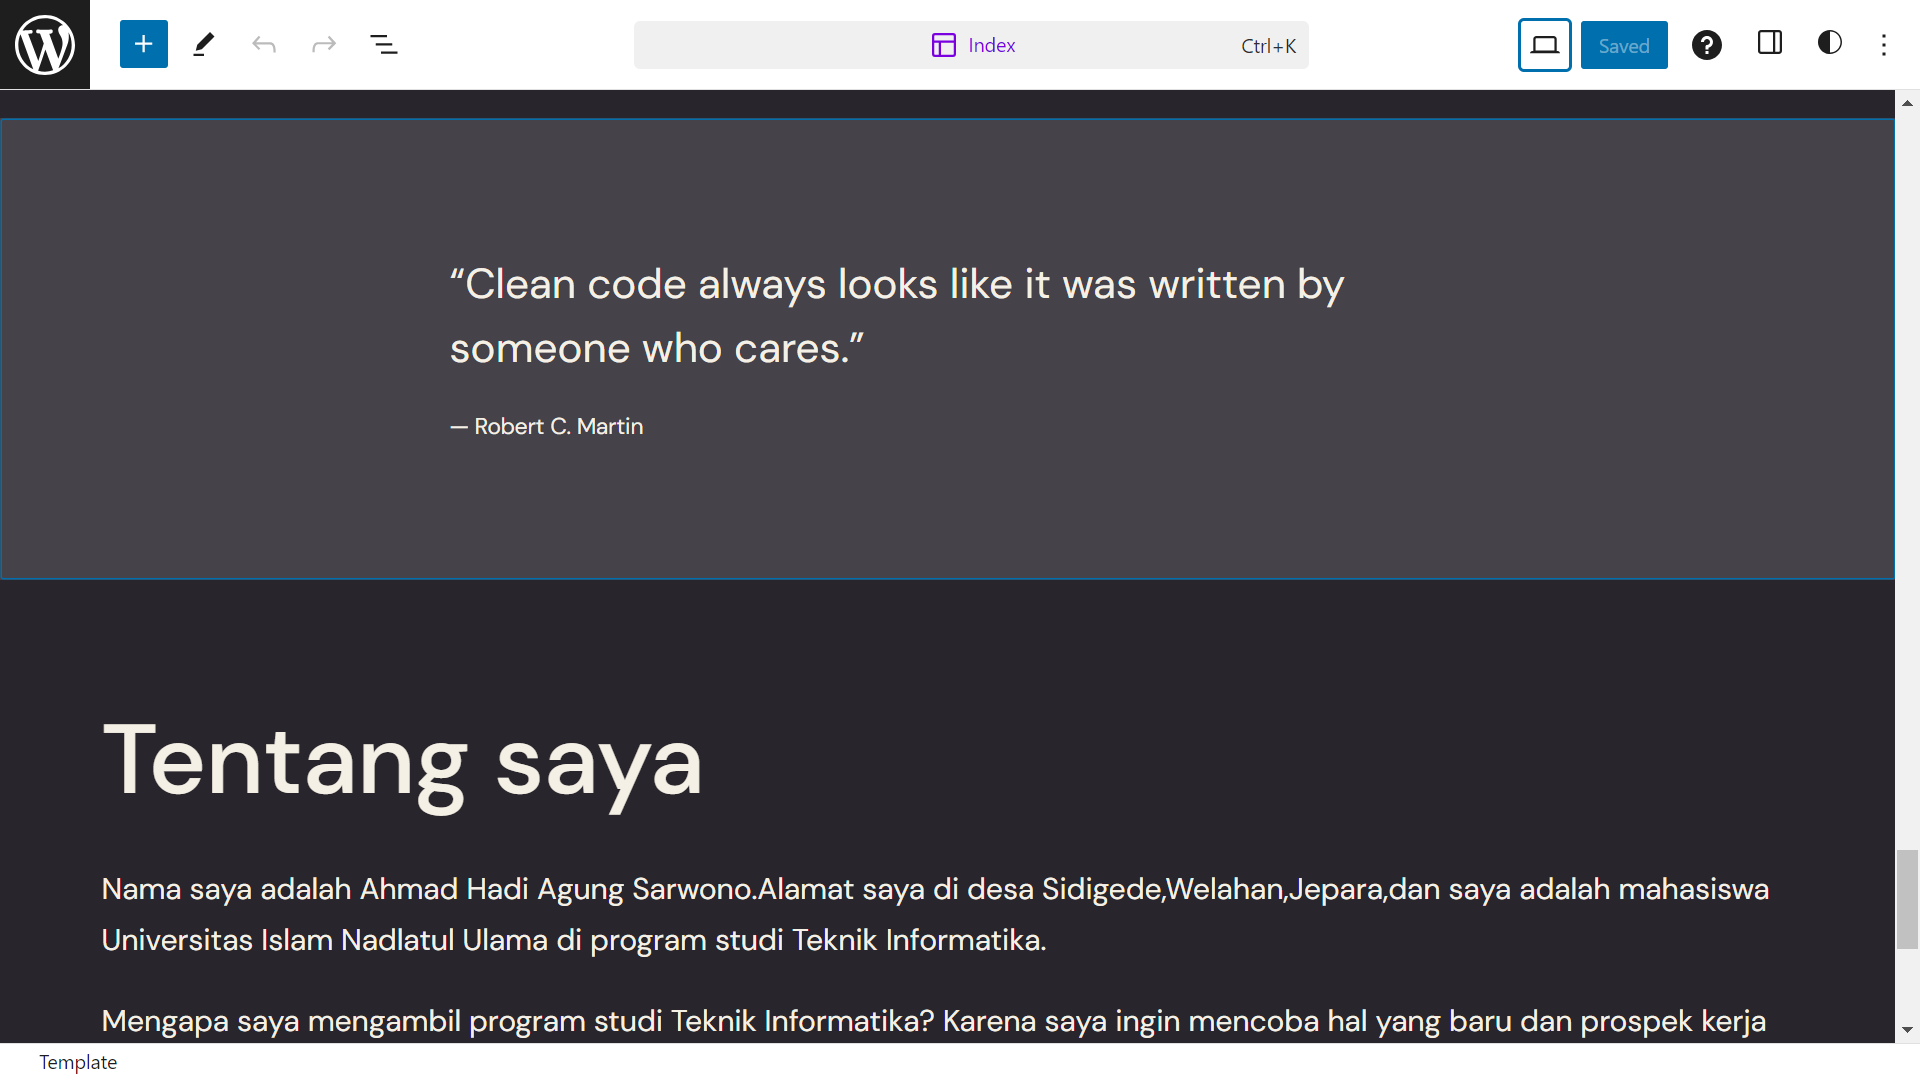 Index
Ctrl+K
Saved
“Clean code always looks like it was written by
someone who cares.”
— Robert C. Martin
Tentang saya
Nama saya adalah Ahmad Hadi Agung Sarwono.Alamat saya di desa Sidigede,Welahan,Jepara,dan saya adalah mahasiswa
Universitas Islam Nadlatul Ulama di program studi Teknik Informatika.
Mengapa saya mengambil program studi Teknik Informatika? Karena saya ingin mencoba hal yang baru dan prospek kerja
Template